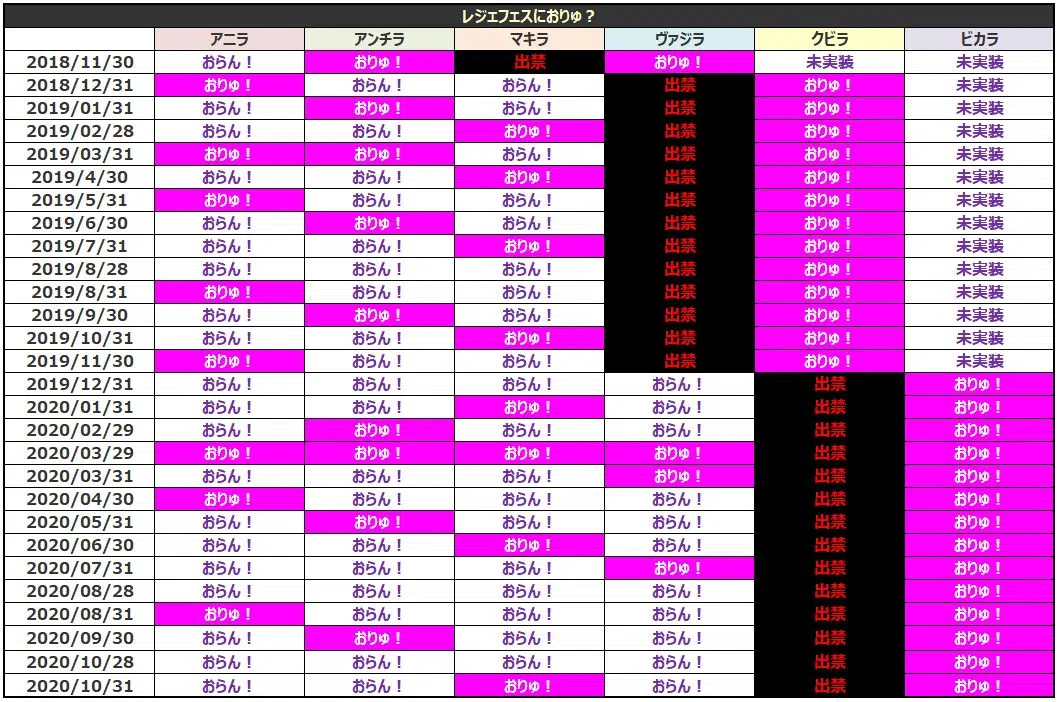 レジェフェスにおりゅ？
アニラ アンチラ マキラ ヴァジラ クビラ ビカラ
2018/11/30 おらん！ おりゅ！ 出禁 おりゅ！ 未実装 未実装
2018/12/31 おりゅ！ おらん！ おらん！ 出禁 おりゅ！ 未実装
2019/01/31 おらん！ おりゅ！ おらん！ 出禁 おりゅ！ 未実装
2019/02/28 おらん！ おらん！ おりゅ！ 出禁 おりゅ！ 未実装
2019/03/31 おりゅ！ おりゅ！ おらん！ 出禁 おりゅ！ 未実装
2019/4/30 おらん！ おらん！ おりゅ！ 出禁 おりゅ！ 未実装
2019/5/31 おりゅ！ おらん！ おらん！ 出禁 おりゅ！ 未実装
2019/6/30 おらん！ おりゅ！ おらん！ 出禁 おりゅ！ 未実装
2019/7/31 おらん！ おらん！ おりゅ！ 出禁 おりゅ！ 未実装
2019/8/28 おらん！ おらん！ おらん！ 出禁 おりゅ！ 未実装
2019/8/31 おりゅ！ おらん！ おらん！ 出禁 おりゅ！ 未実装
2019/9/30 おらん！ おりゅ！ おらん！ 出禁 おりゅ！ 未実装
2019/10/31 おらん！ おらん！ おりゅ！ 出禁 おりゅ！ 未実装
2019/11/30 おりゅ！ おらん！ おらん！ 出禁 おりゅ！ 未実装
2019/12/31 おらん！ おらん！ おらん！ おらん！ 出禁 おりゅ！
2020/01/31 おらん！ おらん！ おりゅ！ おらん！ 出禁 おりゅ！
2020/02/29 おらん！ おりゅ！ おらん！ おらん！ 出禁 おりゅ！
2020/03/29 おりゅ！ おりゅ！ おりゅ！ おりゅ！ 出禁 おりゅ！
2020/03/31 おらん！ おらん！ おらん！ おりゅ！ 出禁 おりゅ！
2020/04/30 おりゅ！ おらん！ おらん！ おらん！ 出禁 おりゅ！
2020/05/31 おらん！ おりゅ！ おらん！ おらん！ 出禁 おりゅ！
2020/06/30 おらん！ おらん！ おりゅ！ おらん！ 出禁 おりゅ！
2020/07/31 おらん！ おらん！ おらん！ おりゅ！ 出禁 おりゅ！
2020/08/28 おらん！ おらん！ おらん！ おらん！ 出禁 おりゅ！
2020/08/31 おりゅ！ おらん！ おらん！ おらん！ 出禁 おりゅ！
2020/09/30 おらん！ おりゅ！ おらん！ おらん！ 出禁 おりゅ！
2020/10/28 おらん！ おらん！ おらん！ おらん！ 出禁 おりゅ！
2020/10/31 おらん！ おらん！ おりゅ！ おらん！ 出禁 おりゅ！